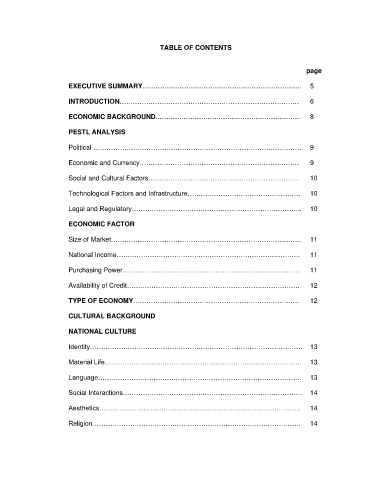 TABLE OF CONTENTS
page
EXECUTIVE SUMMARY................................................................ 5
INTRODUCTION........................................................................ 6
ECONOMIC BACKGROUND.......................................................... 8
PESTL ANALYSIS
Political .................................................................................. 9
Economic and Currency............................................................ 9
Social and Cultural Factors........................................................ 10
Technological Factors and Infrastructure....................................... 10
Legal and Regulatory................................................................ 10
ECONOMIC FACTOR
Size of Market......................................................................... 11
National Income....................................................................... 11
Purchasing Power..................................................................... 11
Availability of Credit................................................................... 12
TYPE OF ECONOMY................................................................. 12
CULTURAL BACKGROUND
NATIONAL CULTURE
Identity................................................................................... 13
Material Life............................................................................. 13
Language................................................................................ 13
Social Interactions..................................................................... 14
Aesthetics............................................................................... 14
Religion.................................................................................. 14